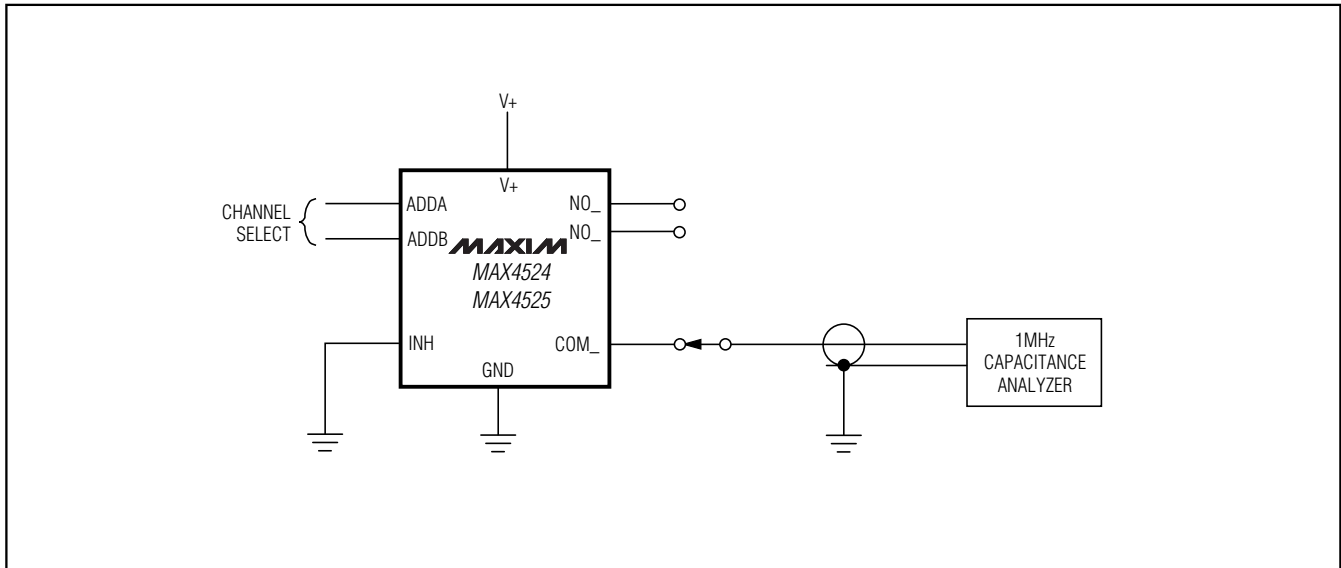 V+
V+
CHANNEL
SELECT
ADDA
ADDB
NO_
NO_
MAXIM
MAX4524
MAX4525
INH
COM_
GND
1MHz
CAPACITANCE
ANALYZER